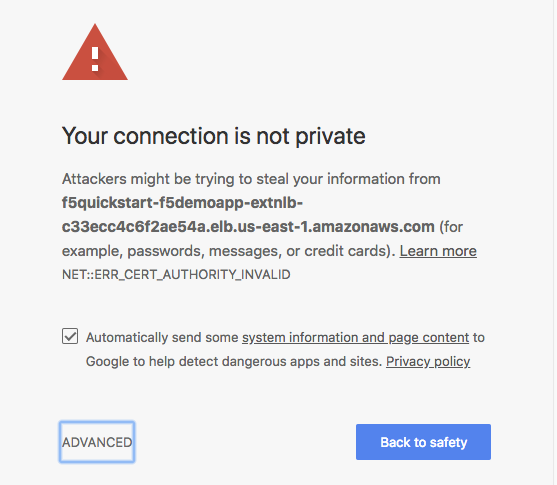 Your connection is not private
Attackers might be trying to steal your information from
f5quickstart-f5demoapp-extnlb-
c33ecc4c6f2ae54a.elb.us-east-1.amazonaws.com (for
example, passwords, messages, or credit cards). Learn more
NET::ERR_CERT_AUTHORITY_INVALID
Automatically send some system information and page content to
Google to help detect dangerous apps and sites. Privacy policy
ADVANCED
Back to safety